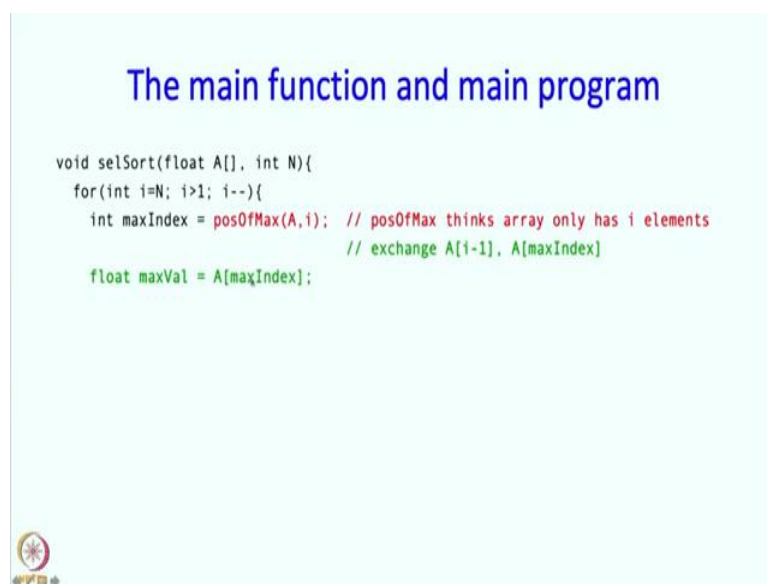 The main function and main program
void selSort(float A[], int N){
for(int i=N; i>1; i--){
int maxIndex = posOfMax(A,i); // posOfMax thinks array only has i elements
// exchange A[i-1], A[maxIndex]
float maxVal = A[maxIndex];